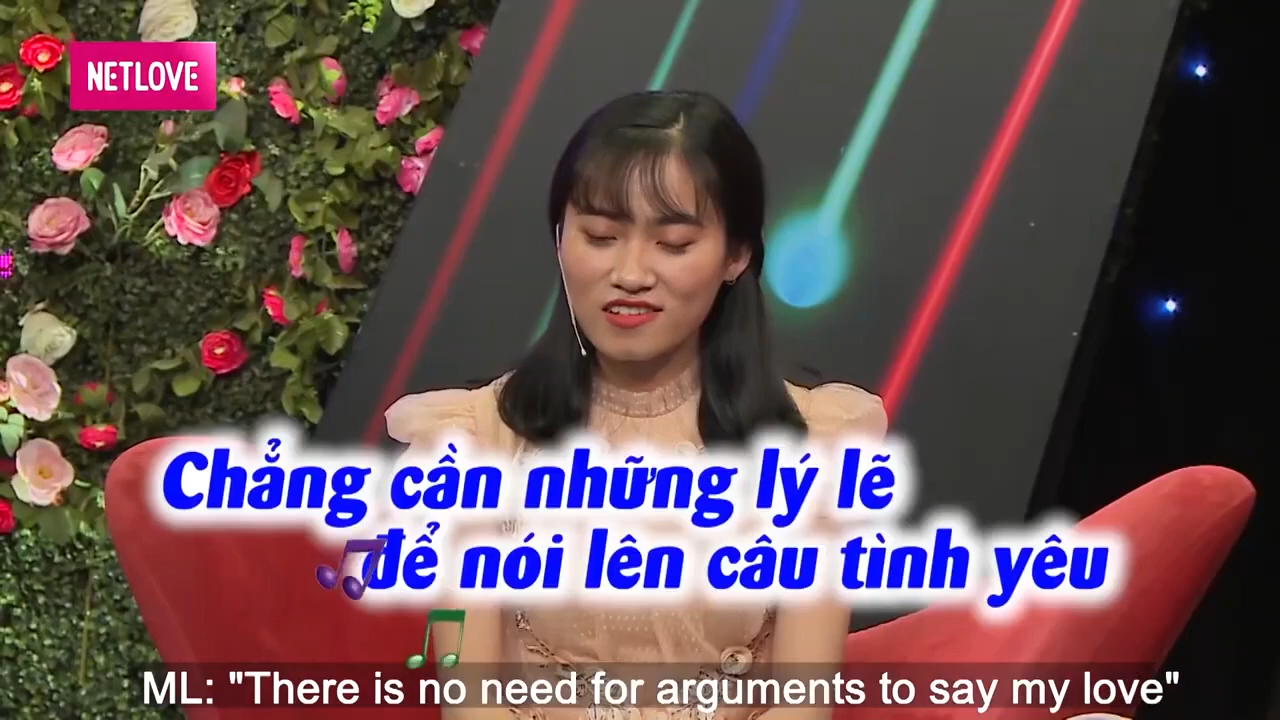 NETLOVE
Chẳng cần những lý lẽ
để nói lên câu tình yêu
ML: "There is no need for arguments to say my love"